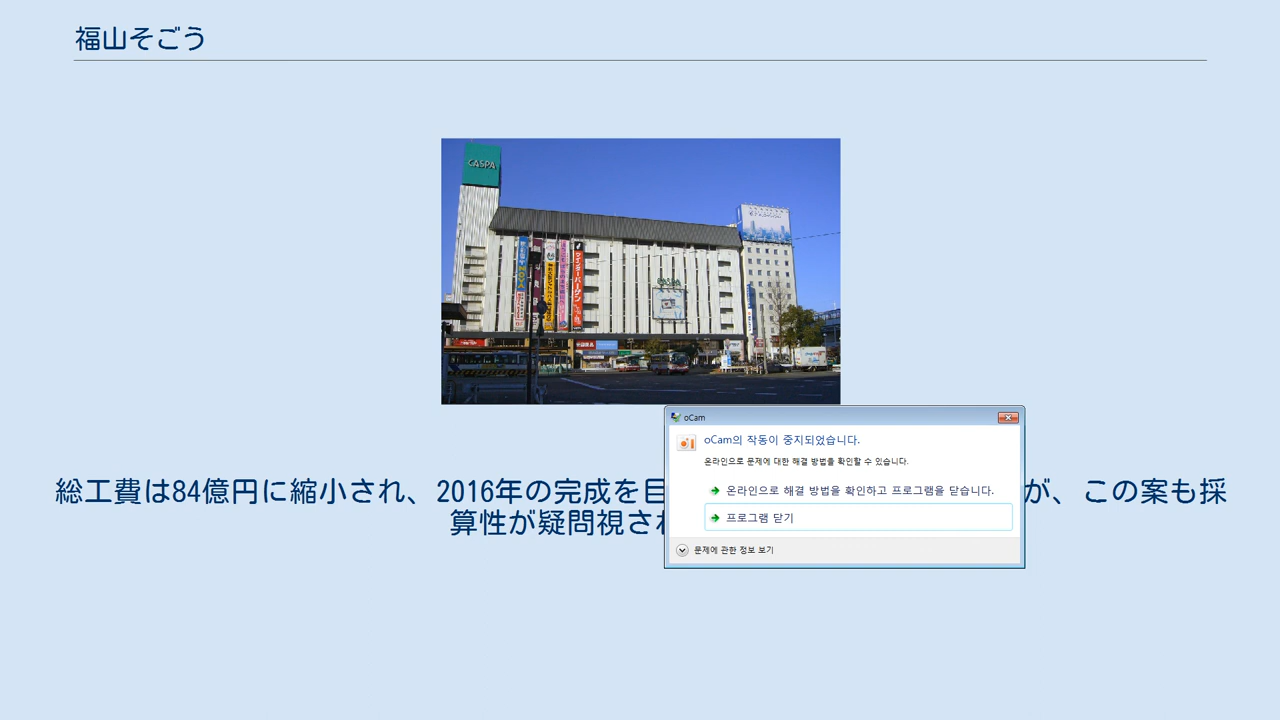 福山そごう
CASPA
CASPA
oCam
oCam의 작동이 중지되었습니다.
온라인으로 문제에 대한 해결 방법을 확인할 수 있습니다.
온라인으로 해결 방법을 확인하고 프로그램을 닫습니다.
프로그램 닫기
문제에 관한 정보 보기
総工費は84億円に縮小され、2016年の完成を目 が、この案も採
算性が疑問視され